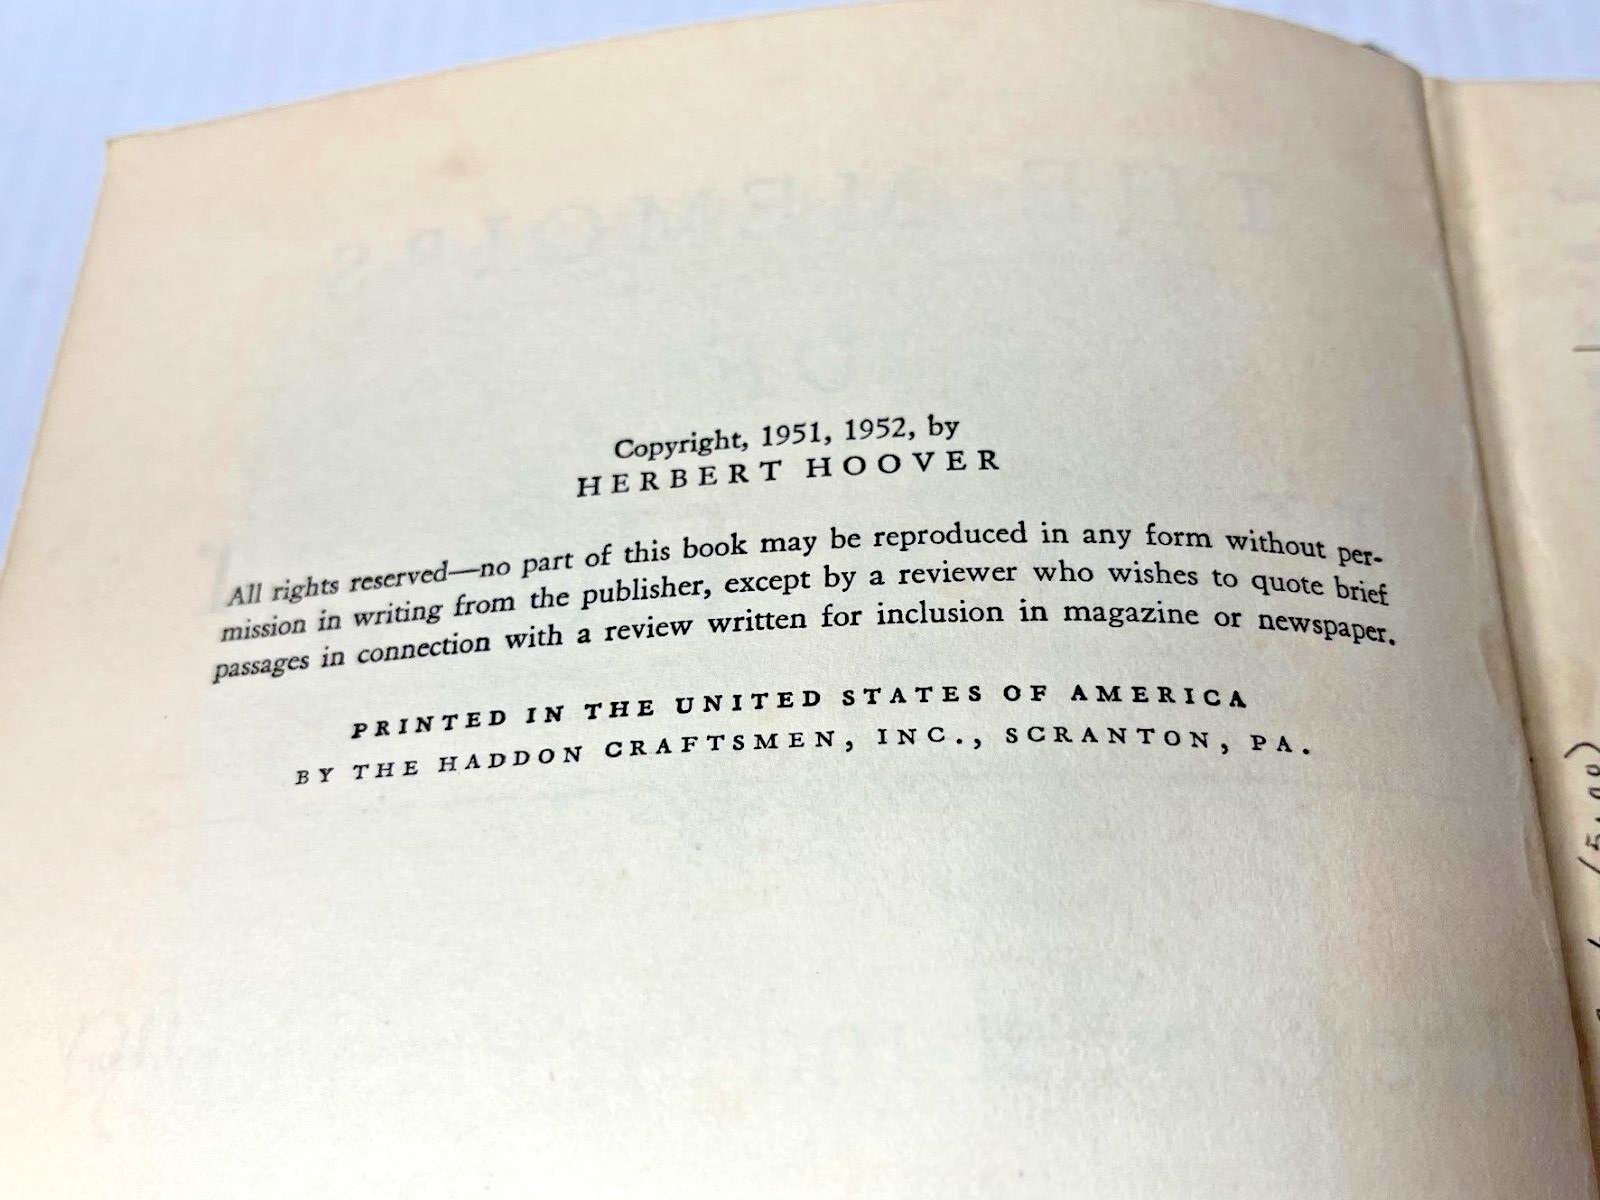 Copyright, 1951, 1952, by
HERBERT HOOVER
All rights reserved—no part of this book may be reproduced in any form without per-
mission in writing from the publisher, except by a reviewer who wishes to quote brief
passages in connection with a review written for inclusion in magazine or newspaper.
PRINTED IN THE UNITED STATES OF AMERICA
BY THE HADDON CRAFTSMEN, INC., SCRANTON, PA.